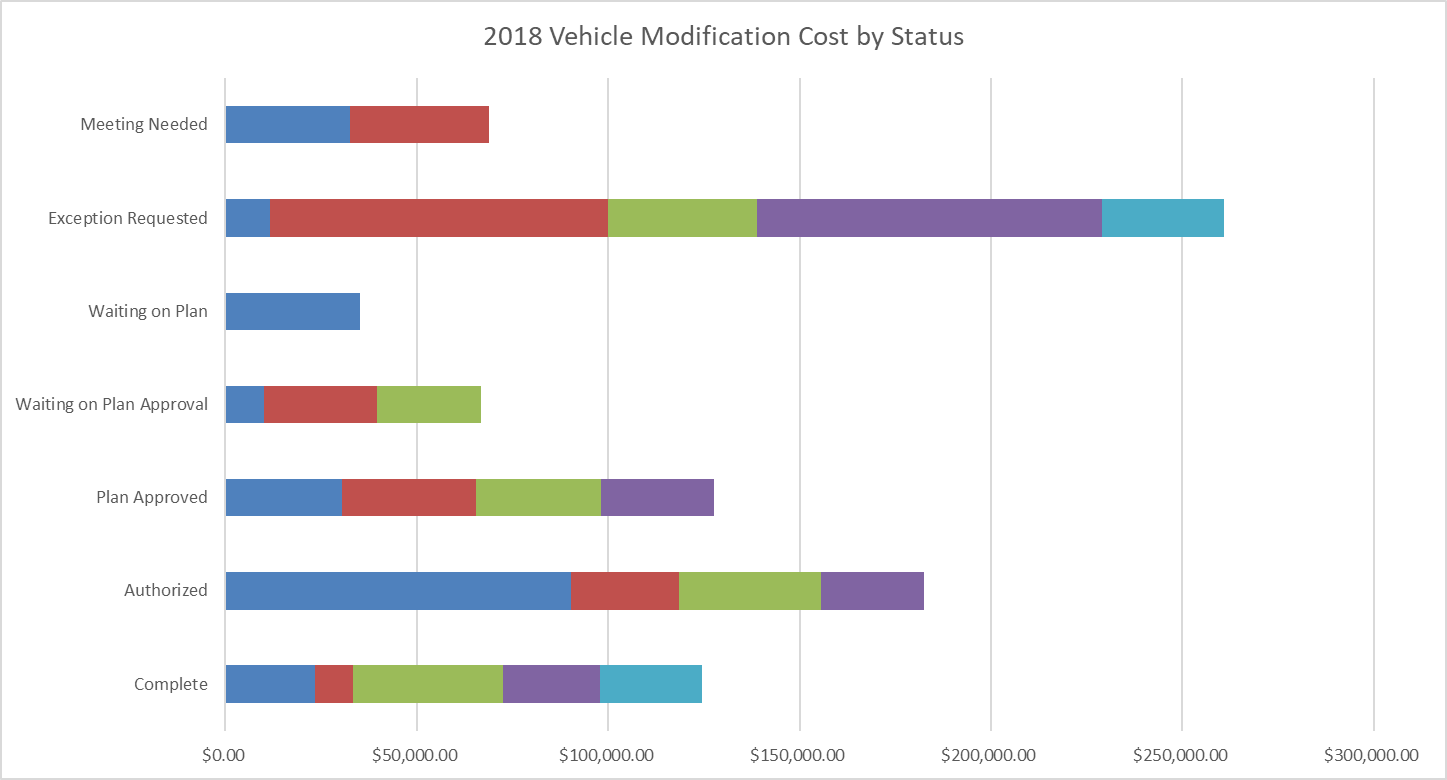 2018 Vehicle Modification Cost by Status
Meeting Needed
Exception Requested
Waiting on Plan
Waiting on Plan Approval
Plan Approved
Authorized
Complete
$0.00 $50,000.00 $100,000.00 $150,000.00 $200,000.00 $250,000.00 $300,000.00